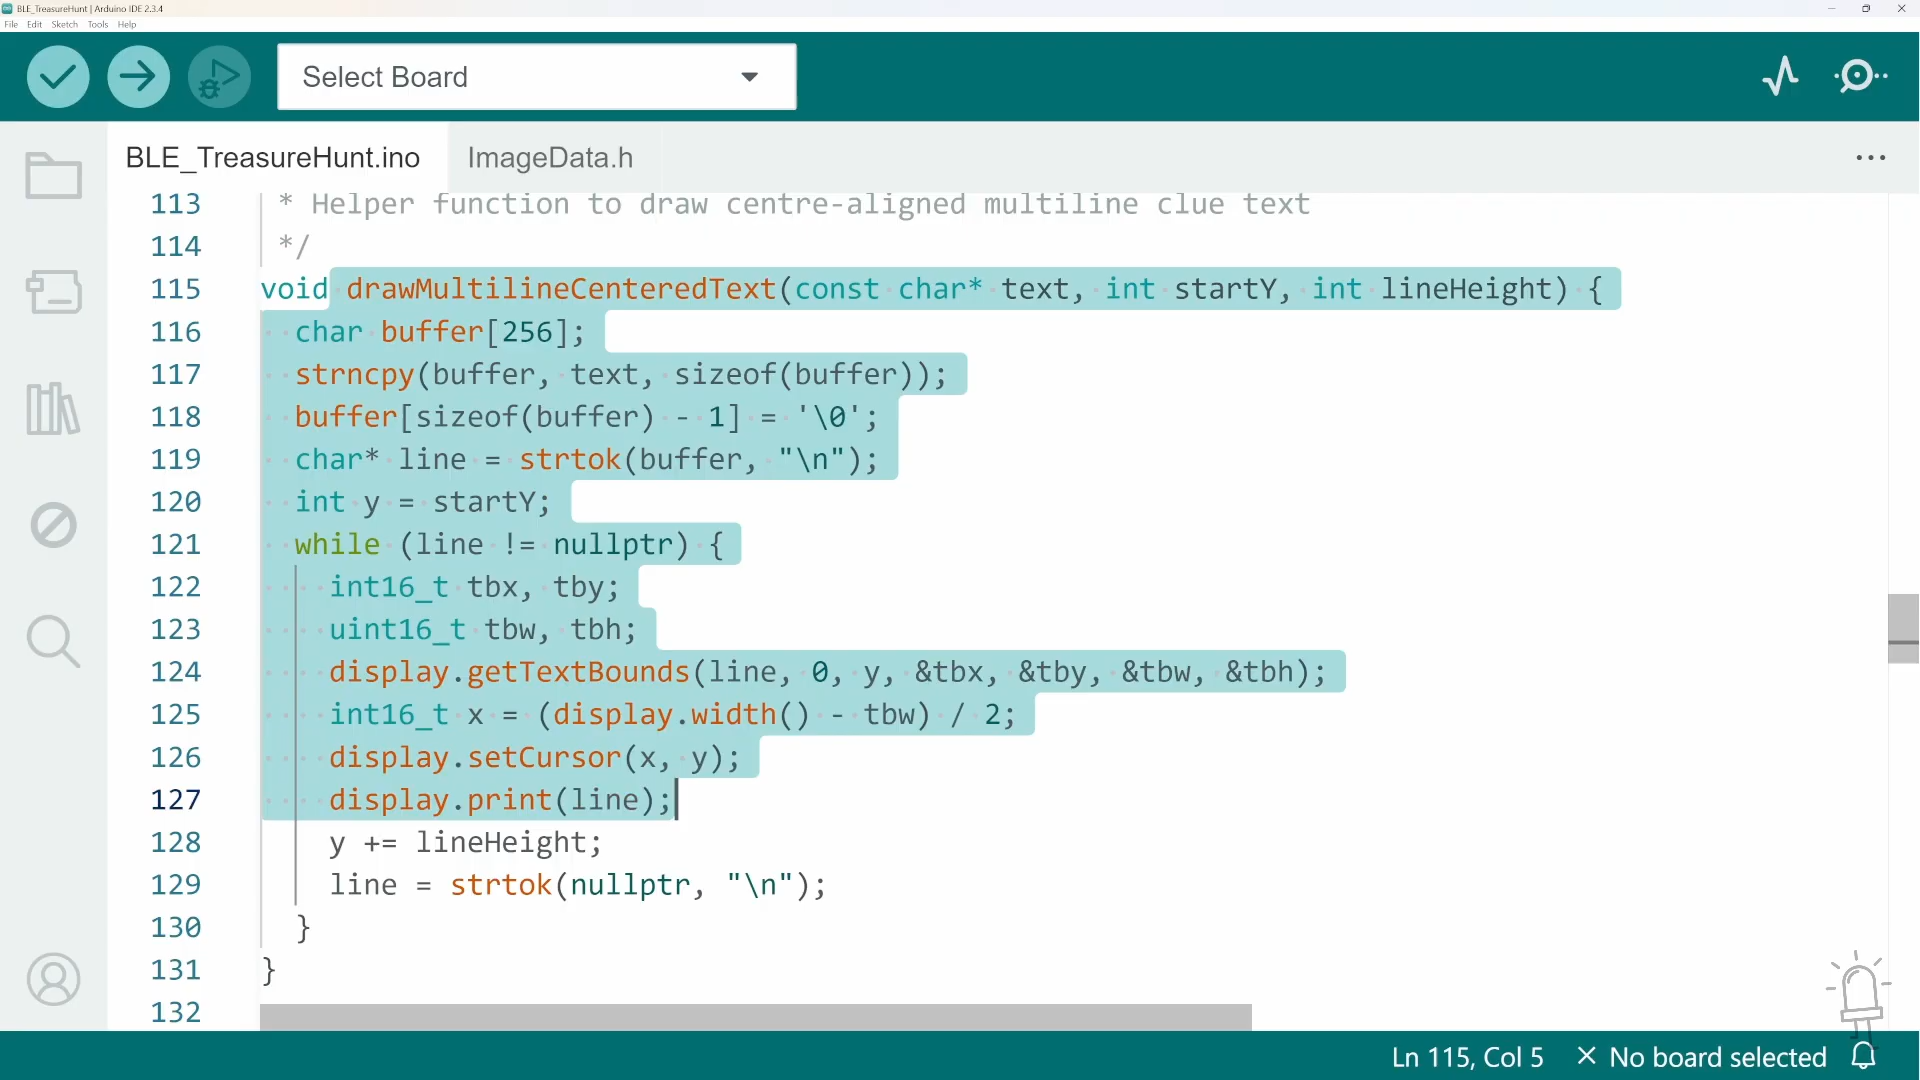 BLE_TreasureHunt | Arduino IDE 2.3.4
File Edit Sketch Tools Help
Select Board
BLE_TreasureHunt.ino ImageData.h
113 * Helper function to draw centre-aligned multiline clue text
114 */
115 void drawMultilineCenteredText(const char* text, int startY, int lineHeight) {
116 char buffer[256];
117 strncpy(buffer, text, sizeof(buffer));
118 buffer[sizeof(buffer) - 1] = '\0';
119 char* line = strtok(buffer, "\n");
120 int y = startY;
121 while (line != nullptr) {
122 int16_t tbx, tby;
123 uint16_t tbw, tbh;
124 display.getTextBounds(line, 0, y, &tbx, &tby, &tbw, &tbh);
125 int16_t x = (display.width() - tbw) / 2;
126 display.setCursor(x, y);
127 display.print(line);
128 y += lineHeight;
129 line = strtok(nullptr, "\n");
130 }
131 }
132
Ln 115, Col 5 No board selected